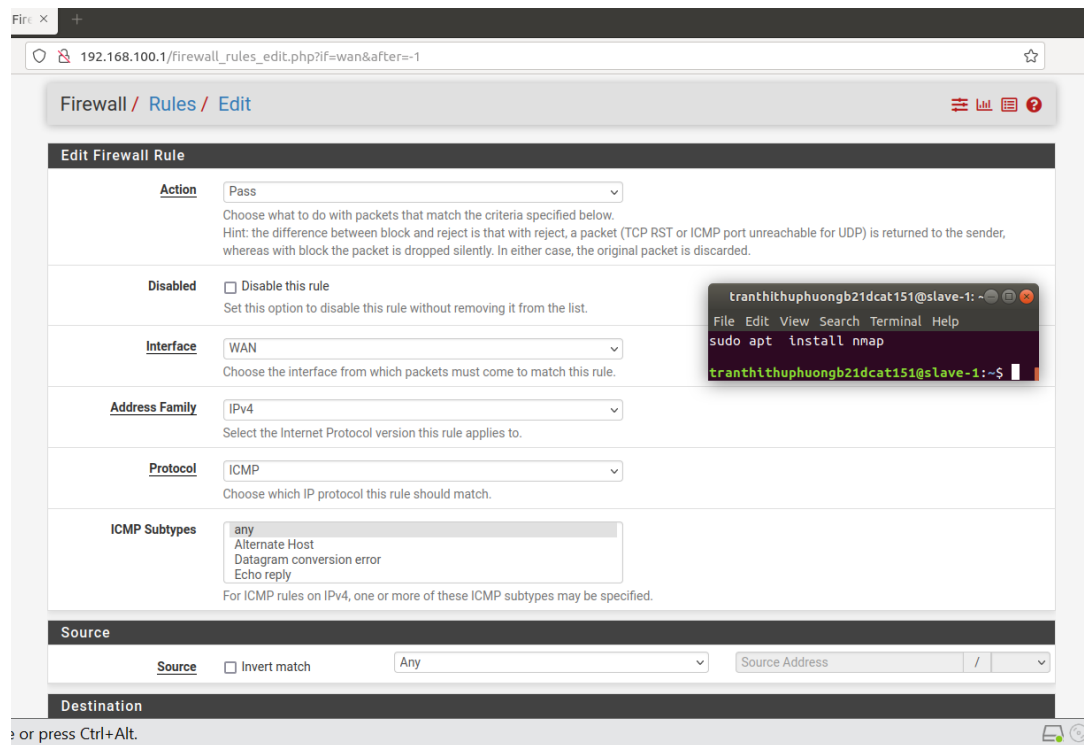 Fire
192.168.100.1/firewall_rules_edit.php?if=wan&after=-1
Firewall / Rules / Edit
Edit Firewall Rule
Action Pass
Choose what to do with packets that match the criteria specified below.
Hint: the difference between block and reject is that with reject, a packet (TCP RST or ICMP port unreachable for UDP) is returned to the sender,
whereas with block the packet is dropped silently. In either case, the original packet is discarded.
Disabled Disable this rule
Set this option to disable this rule without removing it from the list.
tranthithuphuongb21dcat151@slave-1: ~
File Edit View Search Terminal Help
sudo apt  install nmap
tranthithuphuongb21dcat151@slave-1:~$
Interface WAN
Choose the interface from which packets must come to match this rule.
Address Family IPv4
Select the Internet Protocol version this rule applies to.
Protocol ICMP
Choose which IP protocol this rule should match.
ICMP Subtypes any
Alternate Host
Datagram conversion error
Echo reply
For ICMP rules on IPv4, one or more of these ICMP subtypes may be specified.
Source
Source Invert match Any Source Address /
Destination
or press Ctrl+Alt.